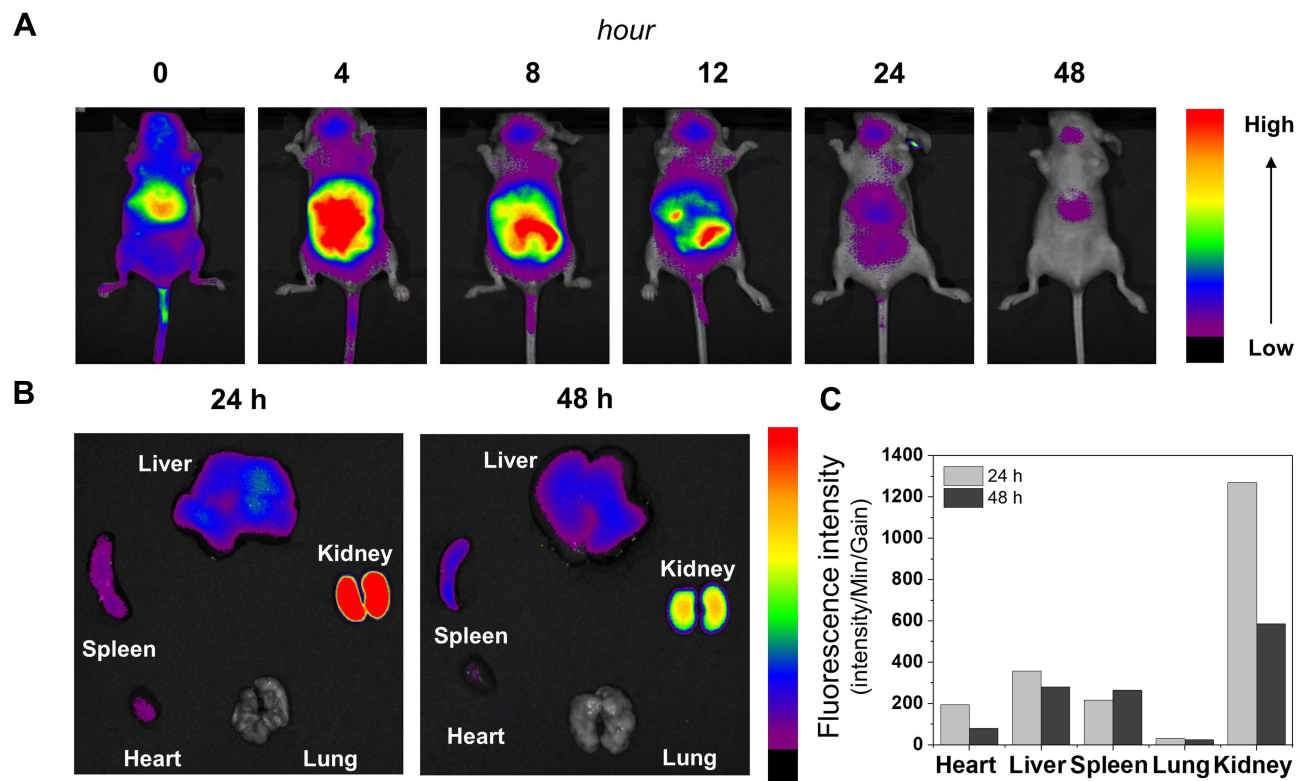 A
hour
0 4 8 12 24 48
High
Low
B
24 h
48 h
Liver
Kidney
Spleen
Heart
Lung
Liver
Kidney
Spleen
Heart
Lung
C
Fluorescence intensity
(intensity/Min/Gain)
1400
1200
1000
800
600
400
200
0
24 h
48 h
Heart Liver Spleen Lung Kidney